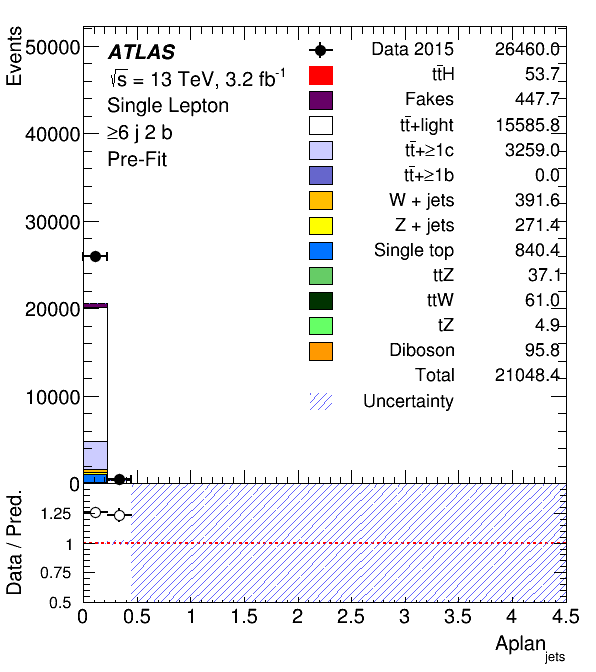 Events
50000
40000
30000
20000
10000
0
ATLAS
√s = 13 TeV, 3.2 fb⁻¹
Single Lepton
≥6 j 2 b
Pre-Fit
Data 2015 26460.0
tt̄H 53.7
Fakes 447.7
tt̄+light 15585.8
tt̄+≥1c 3259.0
tt̄+≥1b 0.0
W + jets 391.6
Z + jets 271.4
Single top 840.4
ttZ 37.1
ttW 61.0
tZ 4.9
Diboson 95.8
Total 21048.4
Uncertainty
Data / Pred.
1.25
1
0.75
0.5
0 0.5 1 1.5 2 2.5 3 3.5 4 4.5
Aplan_jets